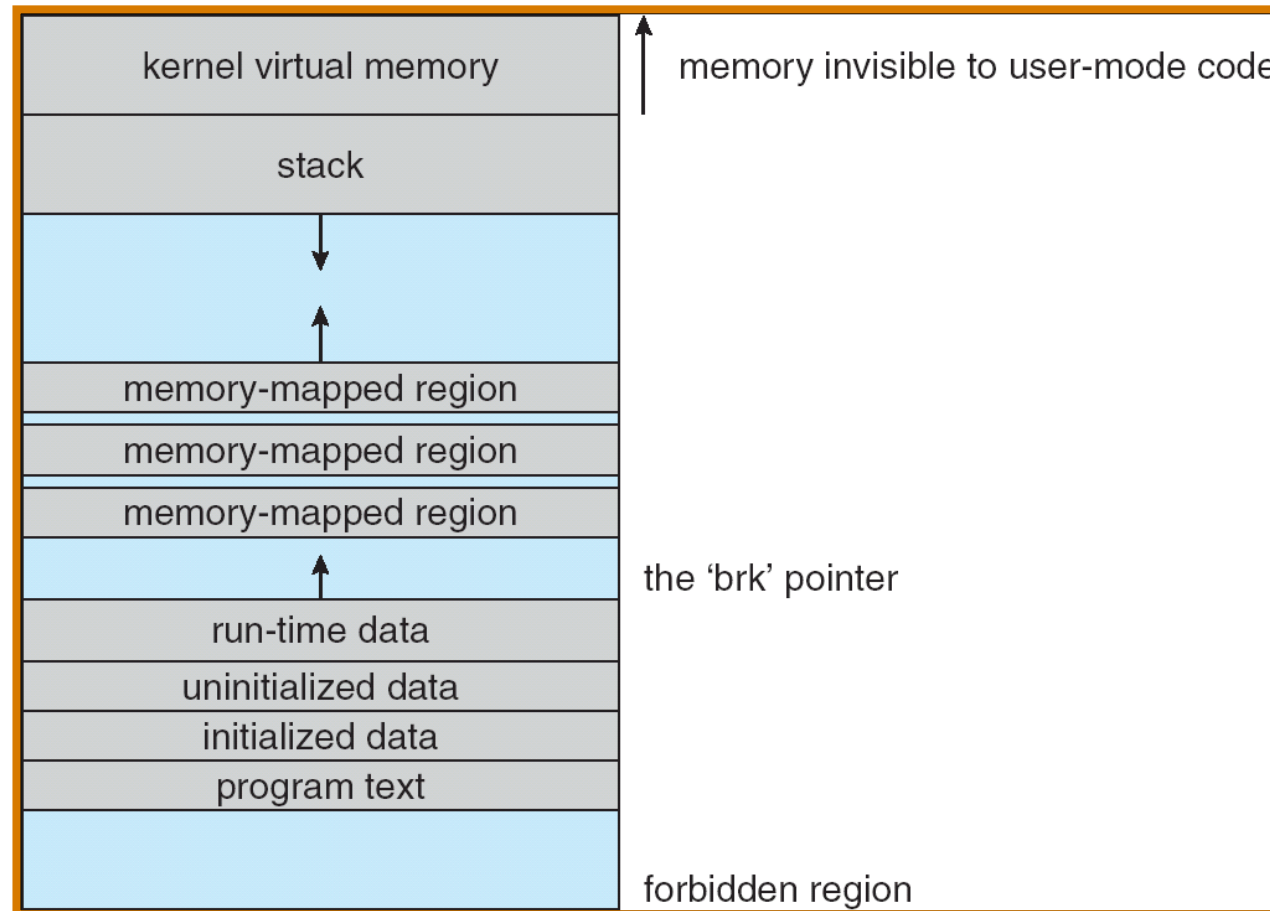 kernel virtual memory
memory invisible to user-mode code
stack
memory-mapped region
memory-mapped region
memory-mapped region
the ‘brk’ pointer
run-time data
uninitialized data
initialized data
program text
forbidden region